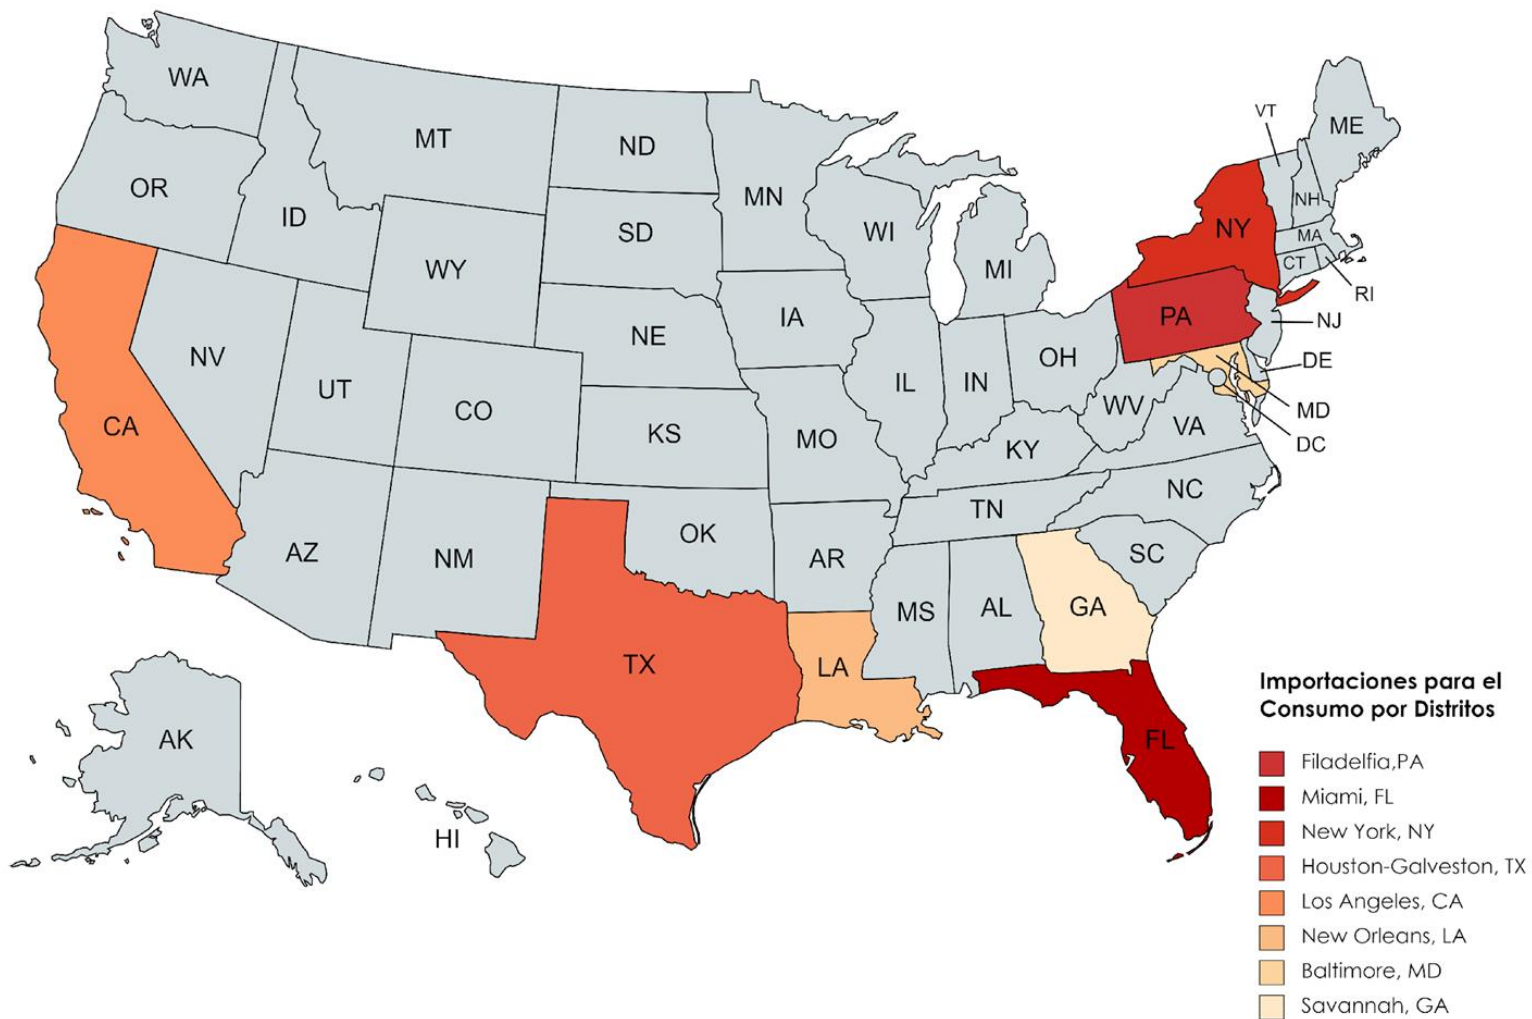 WA
MT
ND
MN
OR
ID
WY
SD
WI
MI
NY
VT
NH
ME
MA
CT
RI
NJ
PA
DE
MD
DC
NV
UT
CO
NE
IA
IL
IN
OH
WV
VA
CA
KS
MO
KY
AZ
NM
OK
AR
TN
NC
SC
TX
LA
MS
AL
GA
FL
AK
HI
Importaciones para el
Consumo por Distritos
Filadelfia,PA
Miami, FL
New York, NY
Houston-Galveston, TX
Los Angeles, CA
New Orleans, LA
Baltimore, MD
Savannah, GA